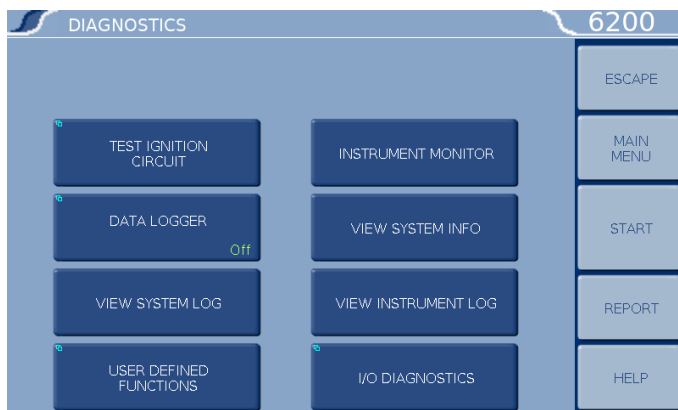 DIAGNOSTICS
6200
ESCAPE
TEST IGNITION
CIRCUIT
INSTRUMENT MONITOR
MAIN
MENU
DATA LOGGER
Off
VIEW SYSTEM INFO
START
VIEW SYSTEM LOG
VIEW INSTRUMENT LOG
REPORT
USER DEFINED
FUNCTIONS
I/O DIAGNOSTICS
HELP